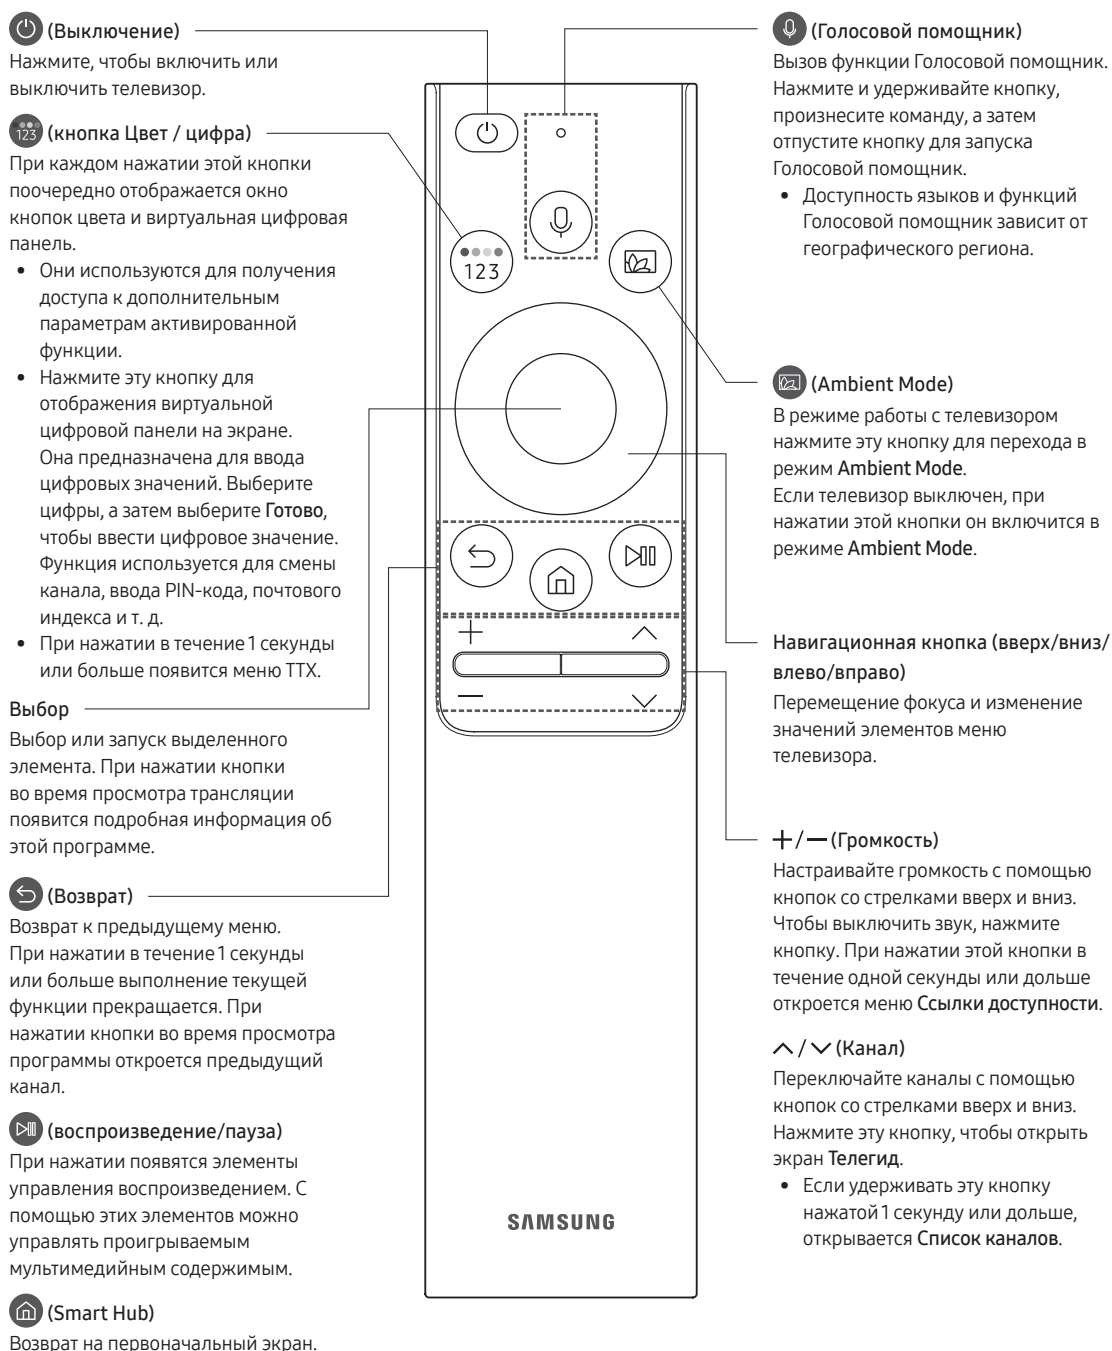 (Выключение)
Нажмите, чтобы включить или
выключить телевизор.
123 (кнопка Цвет / цифра)
При каждом нажатии этой кнопки
поочередно отображается окно
кнопок цвета и виртуальная цифровая
панель.
• Они используются для получения
доступа к дополнительным
параметрам активированной
функции.
• Нажмите эту кнопку для
отображения виртуальной
цифровой панели на экране.
Она предназначена для ввода
цифровых значений. Выберите
цифры, а затем выберите Готово,
чтобы ввести цифровое значение.
Функция используется для смены
канала, ввода PIN-кода, почтового
индекса и т. д.
• При нажатии в течение 1 секунды
или больше появится меню TTX.
Выбор
Выбор или запуск выделенного
элемента. При нажатии кнопки
во время просмотра трансляции
появится подробная информация об
этой программе.
(Возврат)
Возврат к предыдущему меню.
При нажатии в течение 1 секунды
или больше выполнение текущей
функции прекращается. При
нажатии кнопки во время просмотра
программы откроется предыдущий
канал.
(воспроизведение/пауза)
При нажатии появятся элементы
управления воспроизведением. С
помощью этих элементов можно
управлять проигрываемым
мультимедийным содержимым.
(Smart Hub)
Возврат на первоначальный экран.
123
SAMSUNG
(Голосовой помощник)
Вызов функции Голосовой помощник.
Нажмите и удерживайте кнопку,
произнесите команду, а затем
отпустите кнопку для запуска
Голосовой помощник.
• Доступность языков и функций
Голосовой помощник зависит от
географического региона.
(Ambient Mode)
В режиме работы с телевизором
нажмите эту кнопку для перехода в
режим Ambient Mode.
Если телевизор выключен, при
нажатии этой кнопки он включится в
режиме Ambient Mode.
Навигационная кнопка (вверх/вниз/
влево/вправо)
Перемещение фокуса и изменение
значений элементов меню
телевизора.
+/− (Громкость)
Настраивайте громкость с помощью
кнопок со стрелками вверх и вниз.
Чтобы выключить звук, нажмите
кнопку. При нажатии этой кнопки в
течение одной секунды или дольше
откроется меню Ссылки доступности.
/ (Канал)
Переключайте каналы с помощью
кнопок со стрелками вверх и вниз.
Нажмите эту кнопку, чтобы открыть
экран Телегид.
• Если удерживать эту кнопку
нажатой 1 секунду или дольше,
открывается Список каналов.